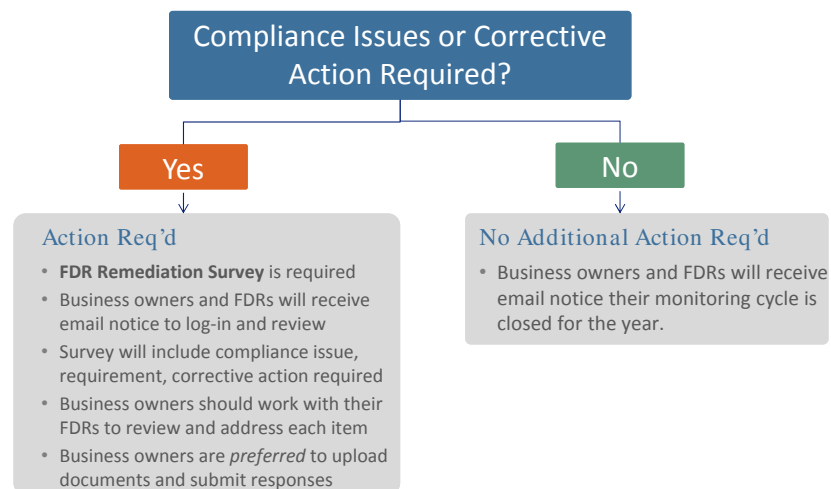 Compliance Issues or Corrective
Action Required?
Yes
No
Action Req’d
• FDR Remediation Survey is required
• Business owners and FDRs will receive
email notice to log-in and review
• Survey will include compliance issue,
requirement, corrective action required
• Business owners should work with their
FDRs to review and address each item
• Business owners are preferred to upload
documents and submit responses
No Additional Action Req’d
• Business owners and FDRs will receive
email notice their monitoring cycle is
closed for the year.